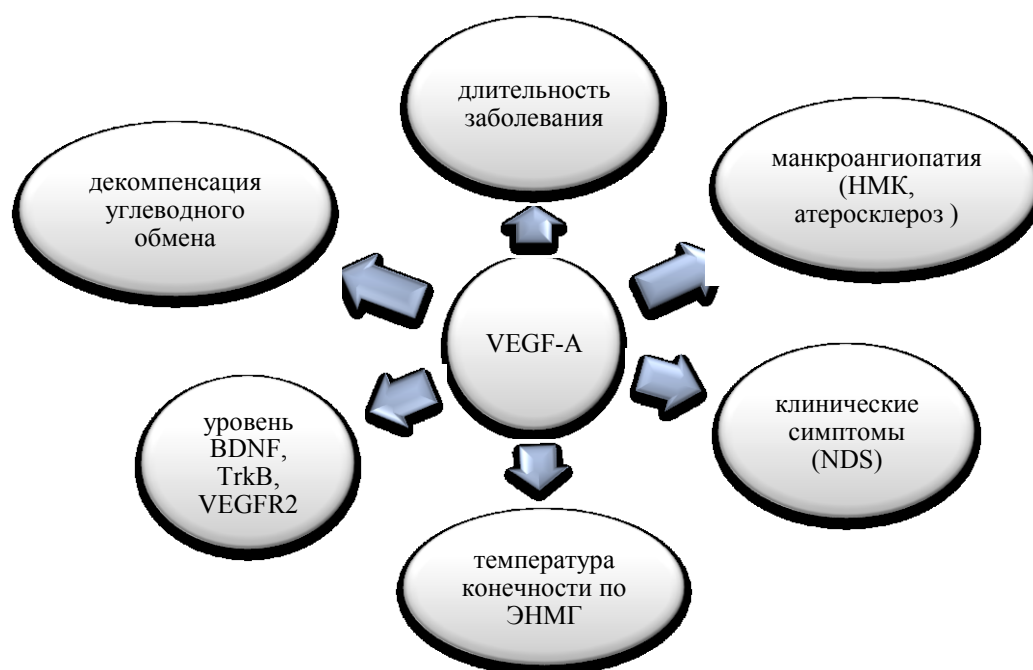 длительность
заболевания
декомпенсация
углеводного
обмена
манкроангиопатия
(НМК,
атеросклероз )
VEGF-A
уровень
BDNF,
TrkB,
VEGFR2
клинические
симптомы
(NDS)
температура
конечности по
ЭНМГ